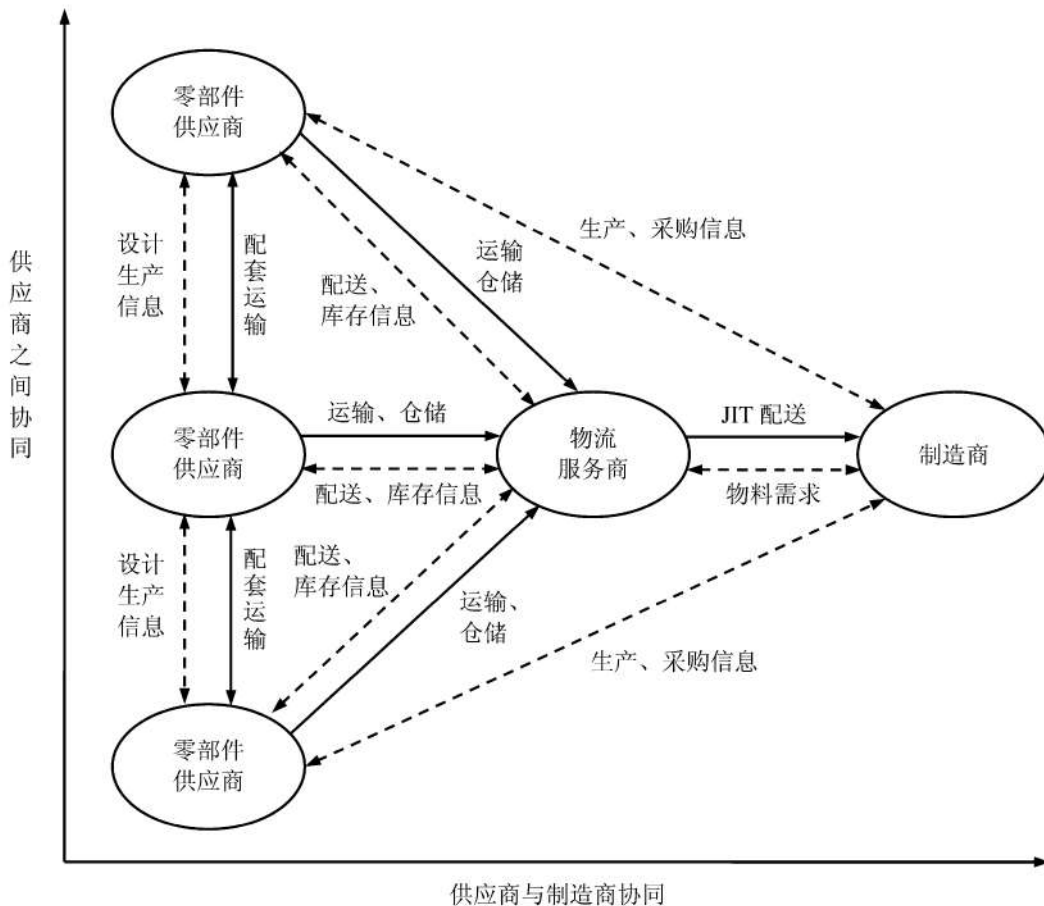 零部件
供应商
生产、采购信息
设计
生产
信息
配套运输
运输
仓储
配送、
库存信息
供应商之间协同
零部件
供应商
运输、仓储
配送、库存信息
物流
服务商
JIT 配送
物料需求
制造商
设计
生产
信息
配套运输
配送、
库存信息
运输、
仓储
生产、采购信息
零部件
供应商
供应商与制造商协同